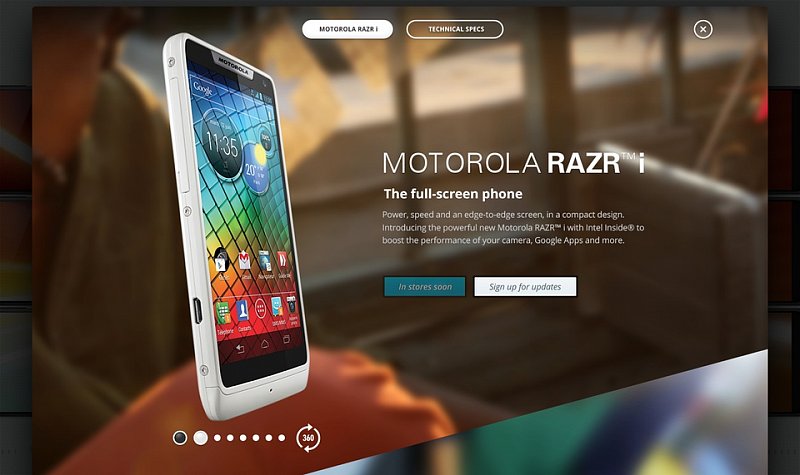 MOTOROLA RAZR i
TECHNICAL SPECS
MOTOROLA
Google
11:35
20°
MOTOROLA RAZR™ i
The full-screen phone
Power, speed and an edge-to-edge screen, in a compact design.
Introducing the powerful new Motorola RAZR™ i with Intel Inside® to
boost the performance of your camera, Google Apps and more.
In stores soon
Sign up for updates
360